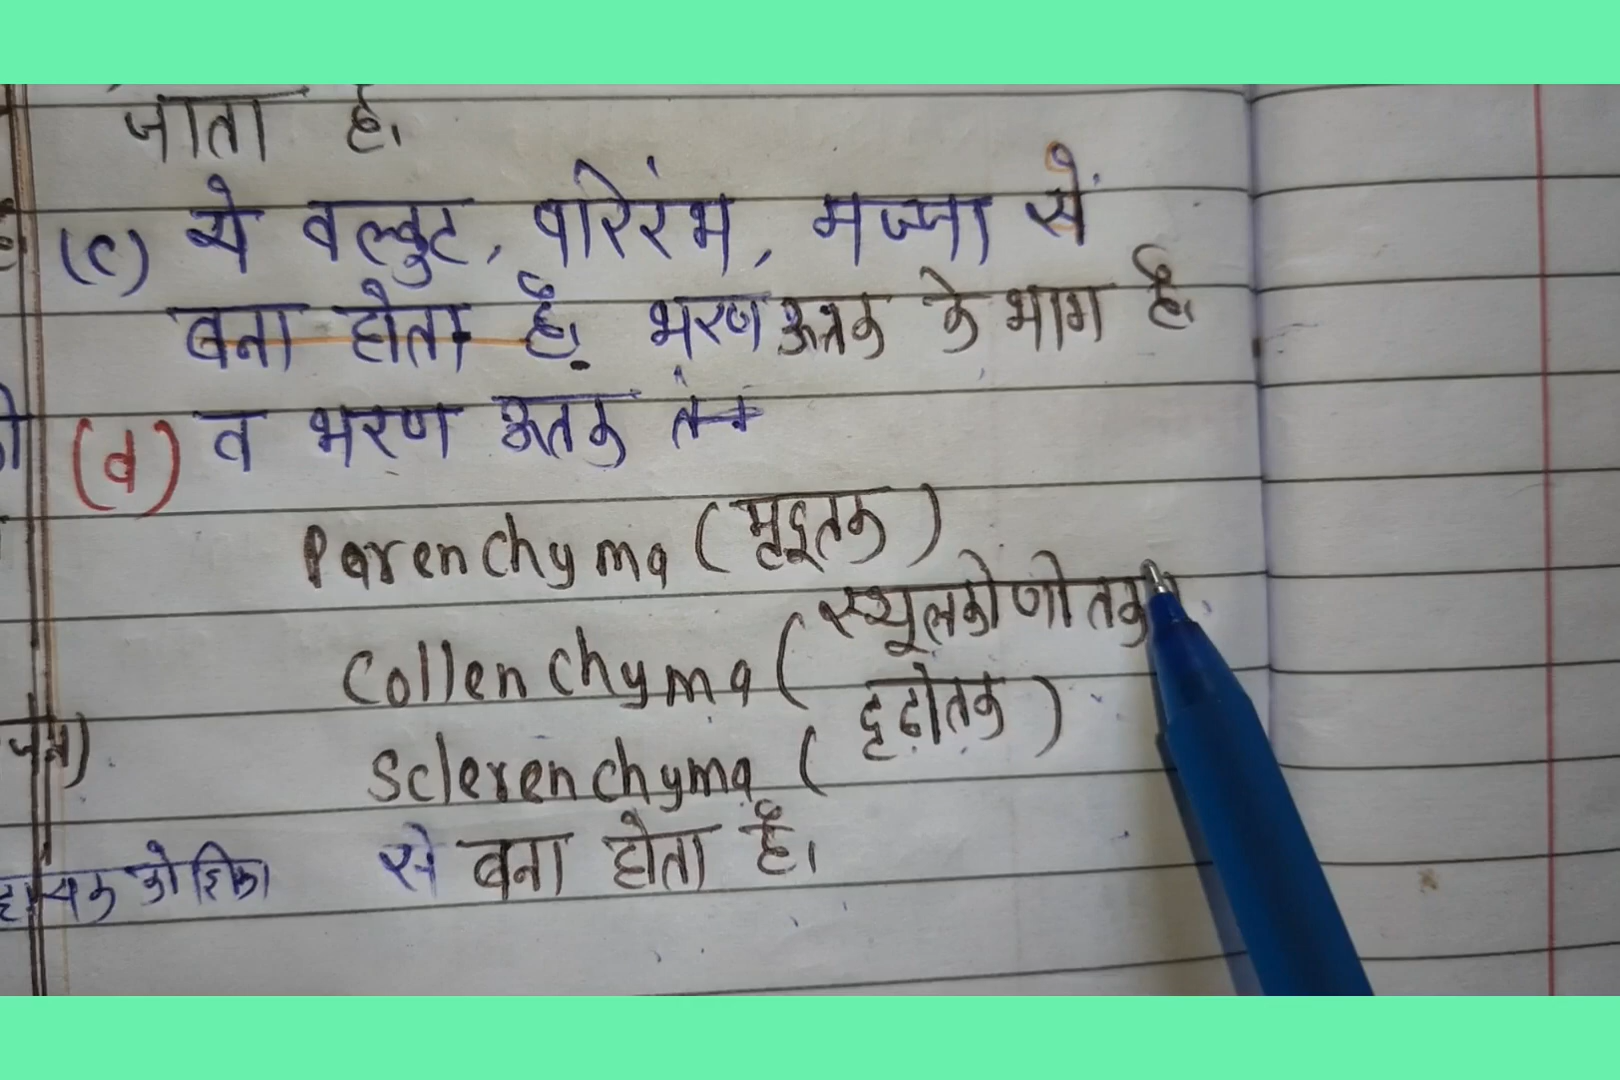 जाता है।
(c) ये वल्कुट, परिरंभ, मज्जा से
बना होता है। भरण ऊतक के भाग है।
(d) व भरण ऊतक
Parenchyma (मृदूतक)
Collenchyma (स्थूलकोणोतक)
Sclerenchyma (दृढ़ोतक)
से बना होता है।
कोशिका